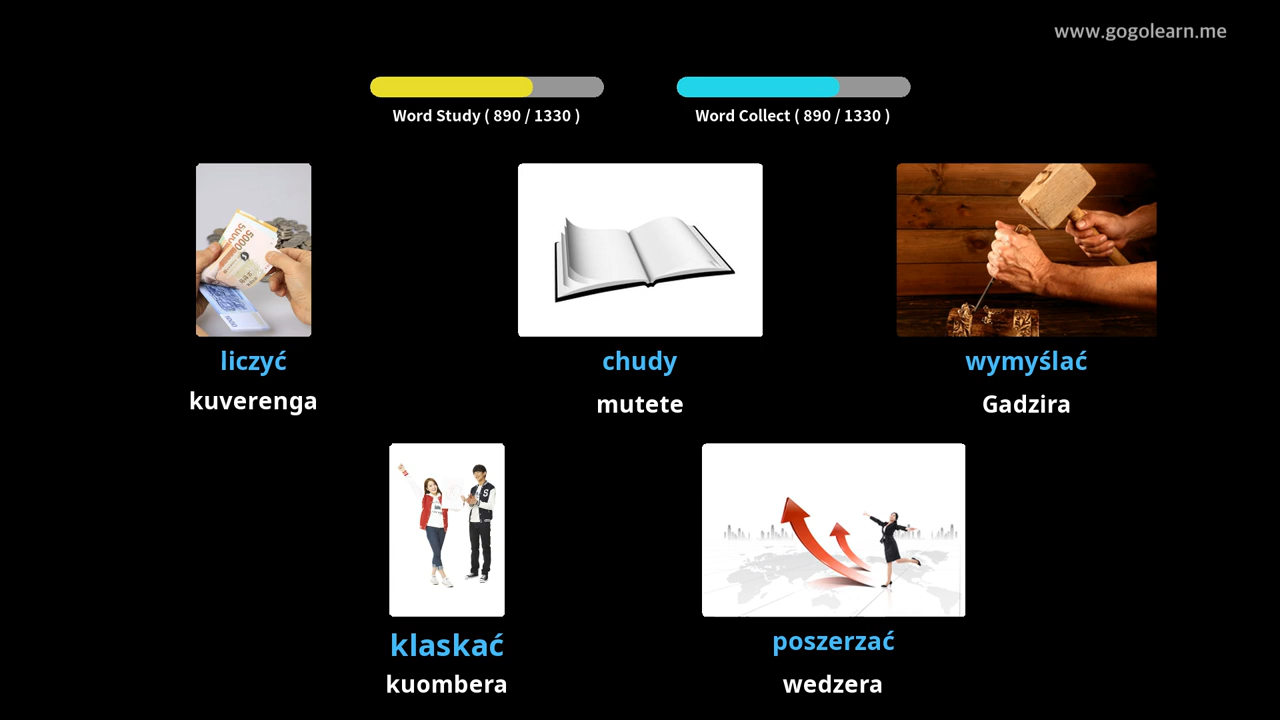 www.gogolearn.me
Word Study ( 890 / 1330 )
Word Collect ( 890 / 1330 )
liczyć
kuverenga
chudy
mutete
wymyślać
Gadzira
klaskać
kuombera
poszerzać
wedzera